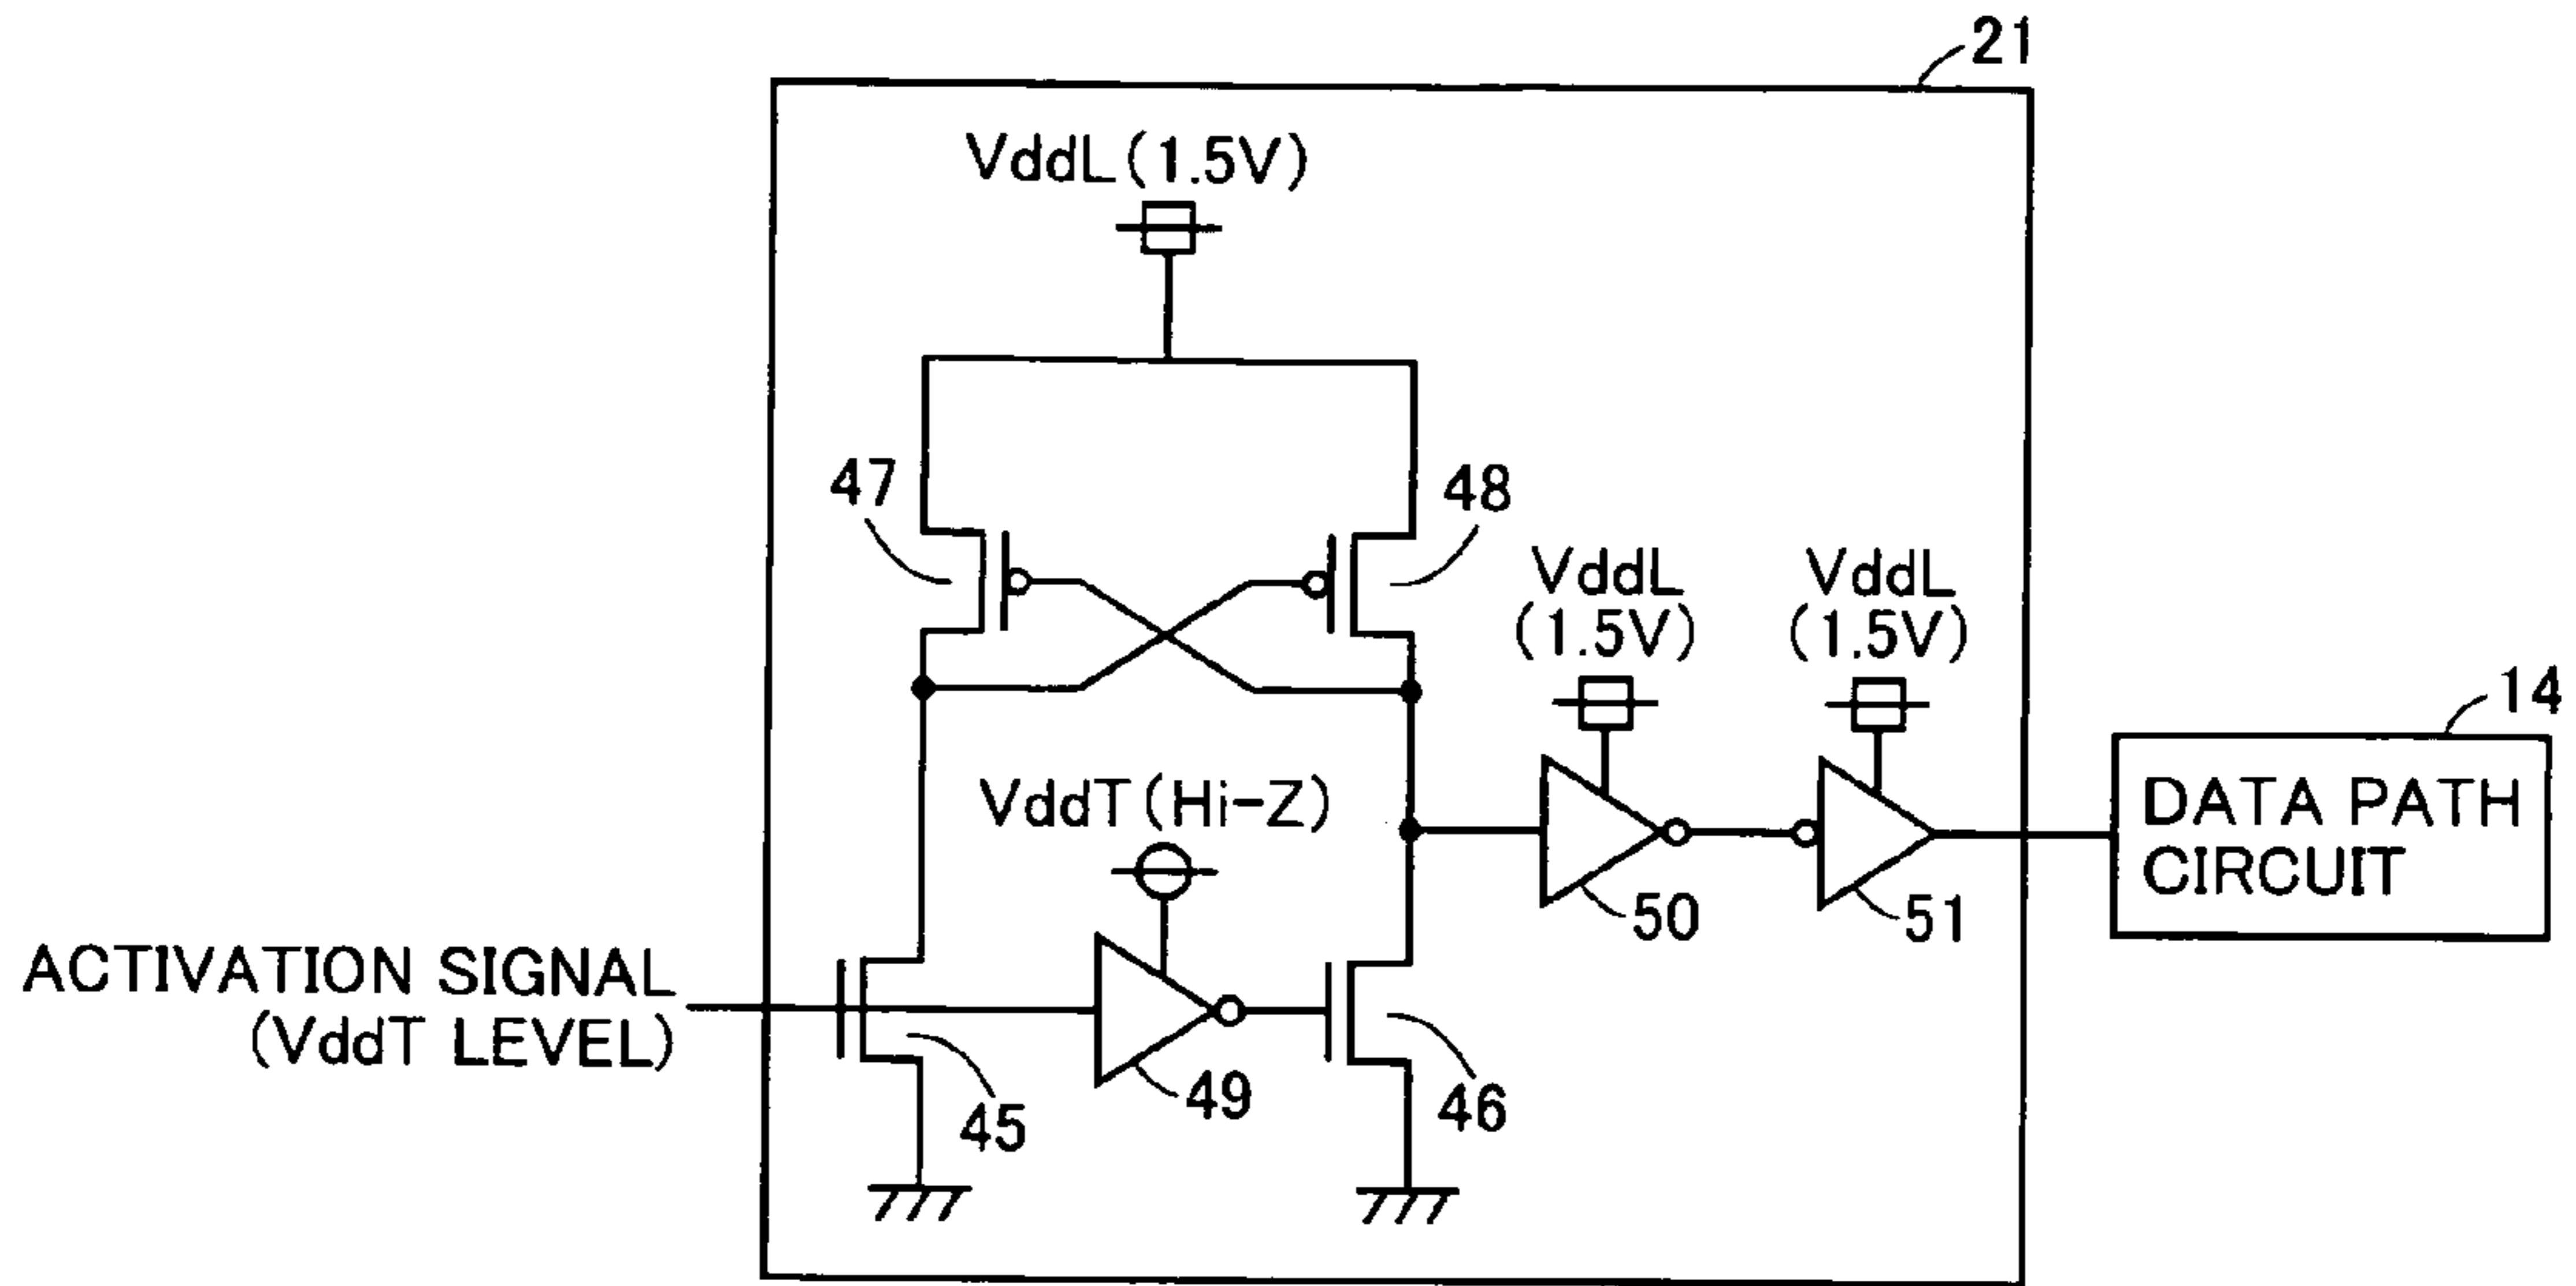 21
VddL(1.5V)
47
48
VddL
(1.5V)
VddL
(1.5V)
14
DATA PATH
CIRCUIT
VddT(Hi-Z)
50
51
ACTIVATION SIGNAL
(VddT LEVEL)
45
49
46